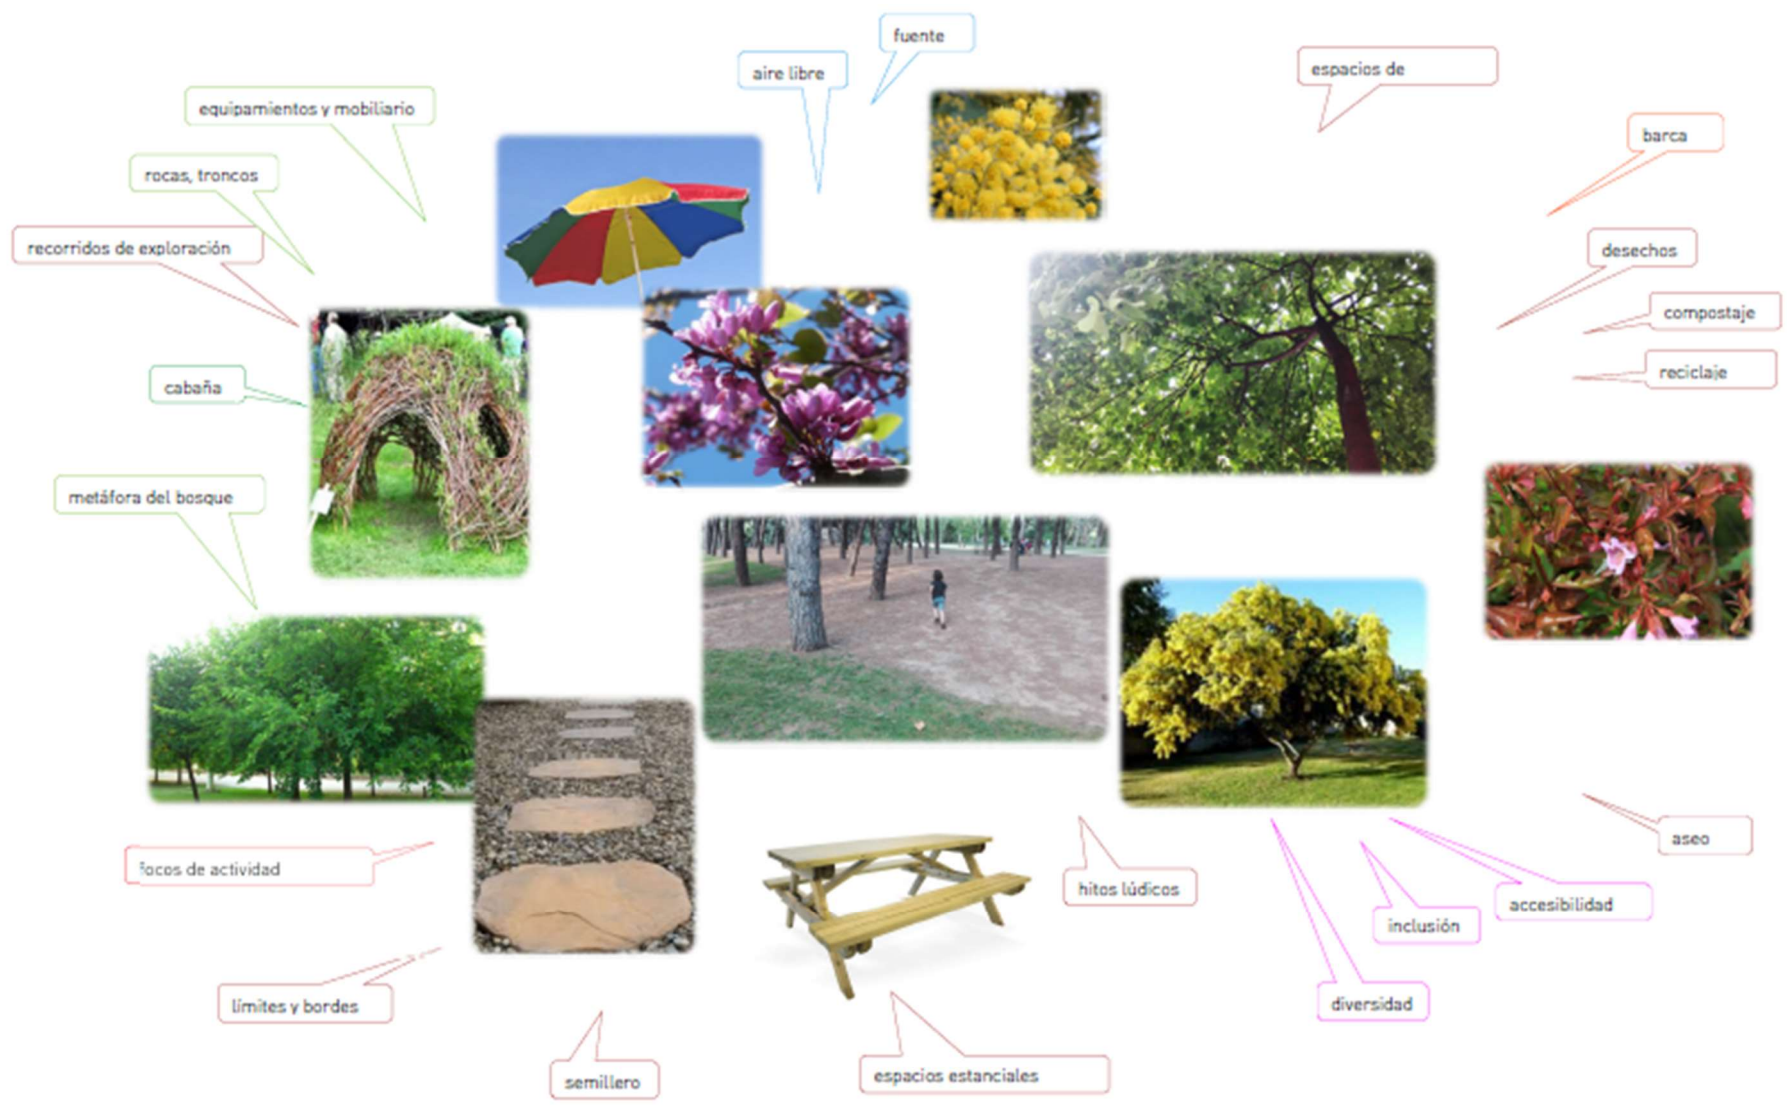 fuente
aire libre
espacios de
equipamientos y mobiliario
barca
rocas, troncos
recorridos de exploración
desechos
compostaje
reciclaje
cabaña
metáfora del bosque
focos de actividad
aseo
hitos lúdicos
accesibilidad
inclusión
límites y bordes
diversidad
semillero
espacios estanciales